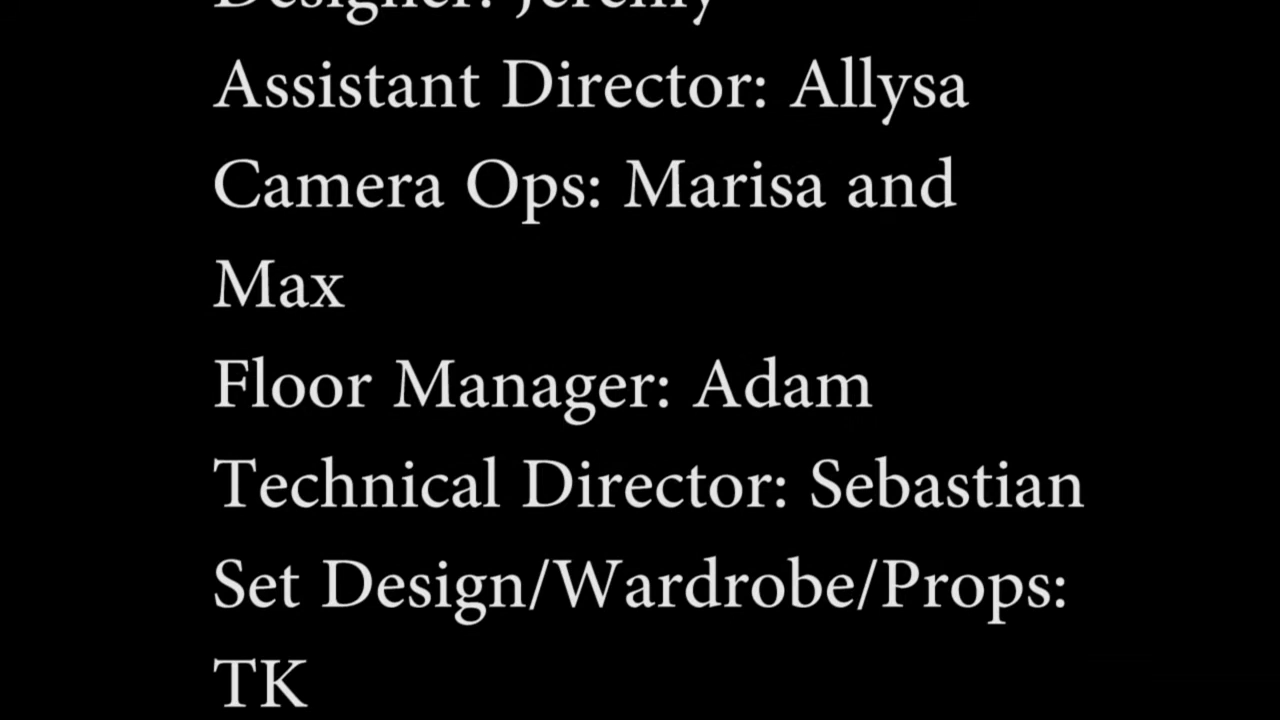 Designer: Jeremy
Assistant Director: Allysa
Camera Ops: Marisa and
Max
Floor Manager: Adam
Technical Director: Sebastian
Set Design/Wardrobe/Props:
TK